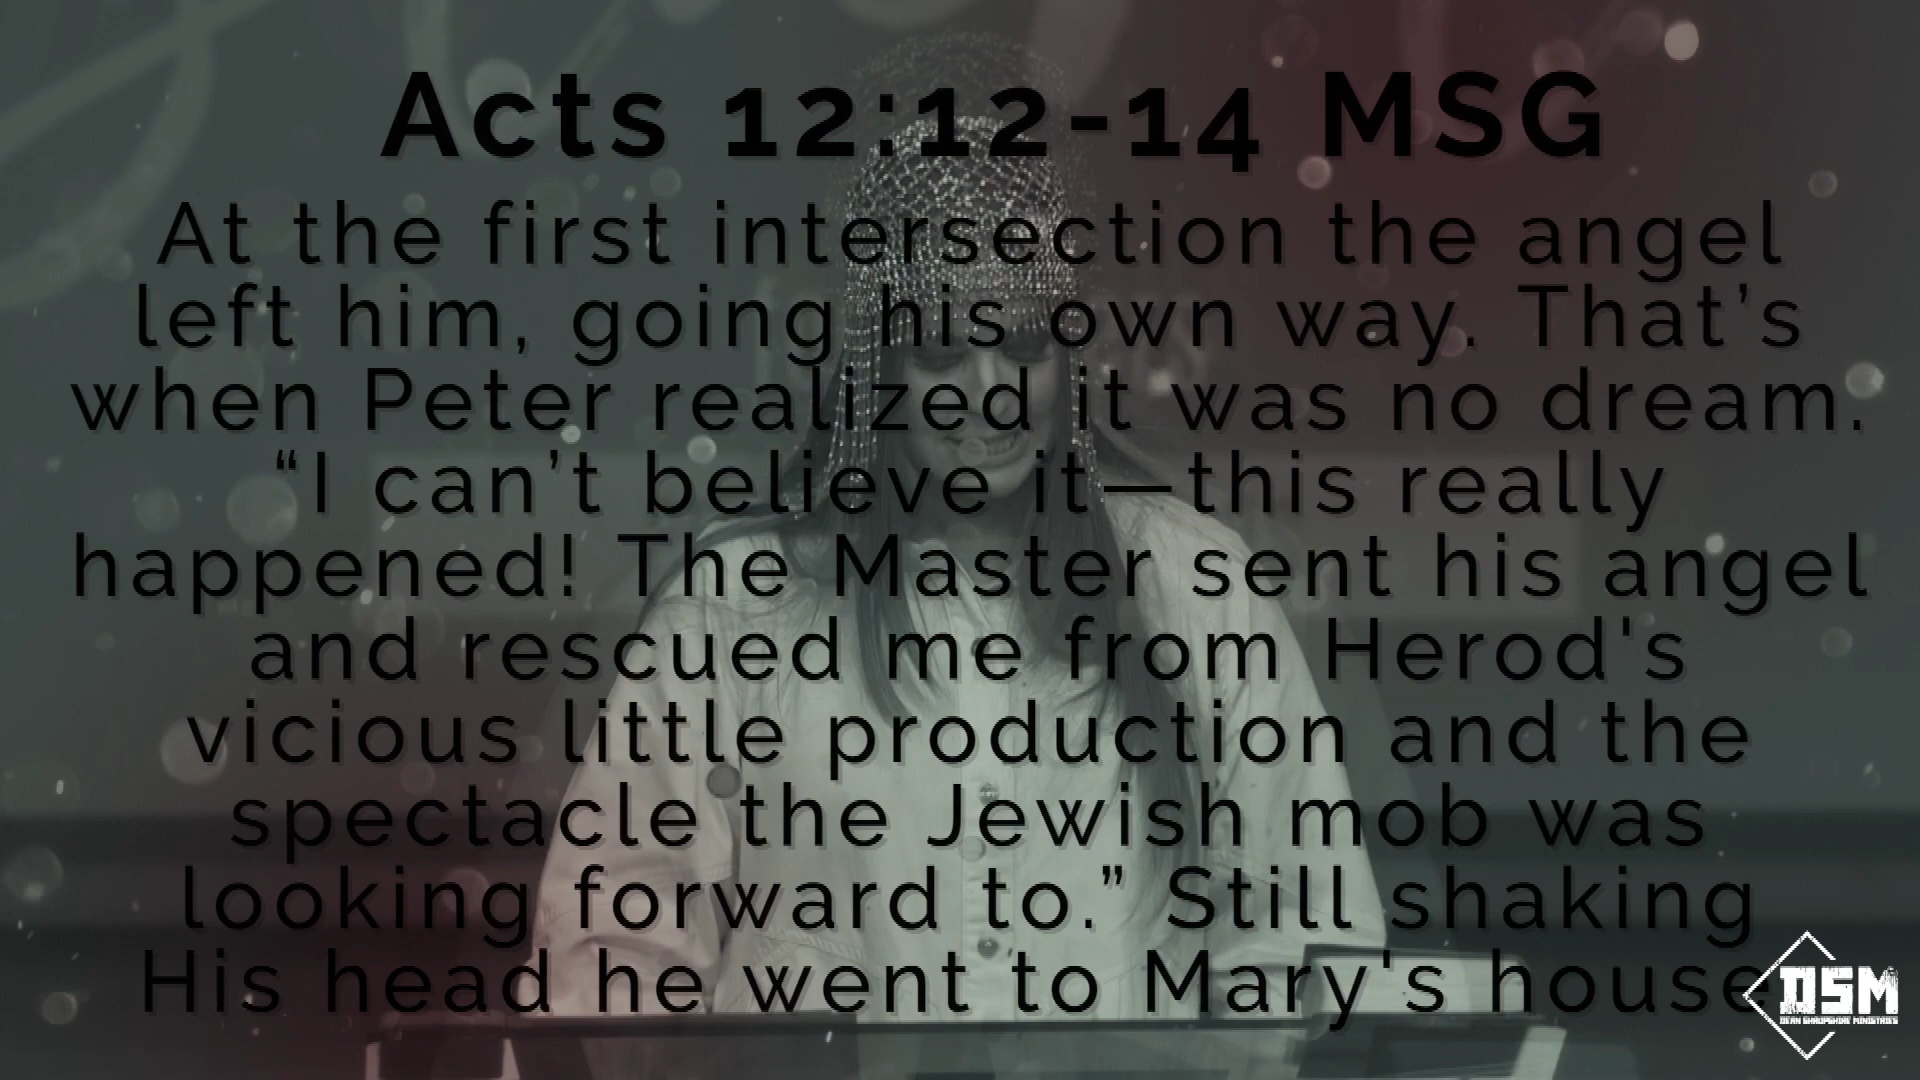 Acts 12:12-14 MSG
At the first intersection the angel
left him, going his own way. That’s
when Peter realized it was no dream.
“I can’t believe it—this really
happened! The Master sent his angel
and rescued me from Herod's
vicious little production and the
spectacle the Jewish mob was
looking forward to.” Still shaking
His head he went to Mary's house
DSM
DEAN SHROPSHIRE MINISTRIES